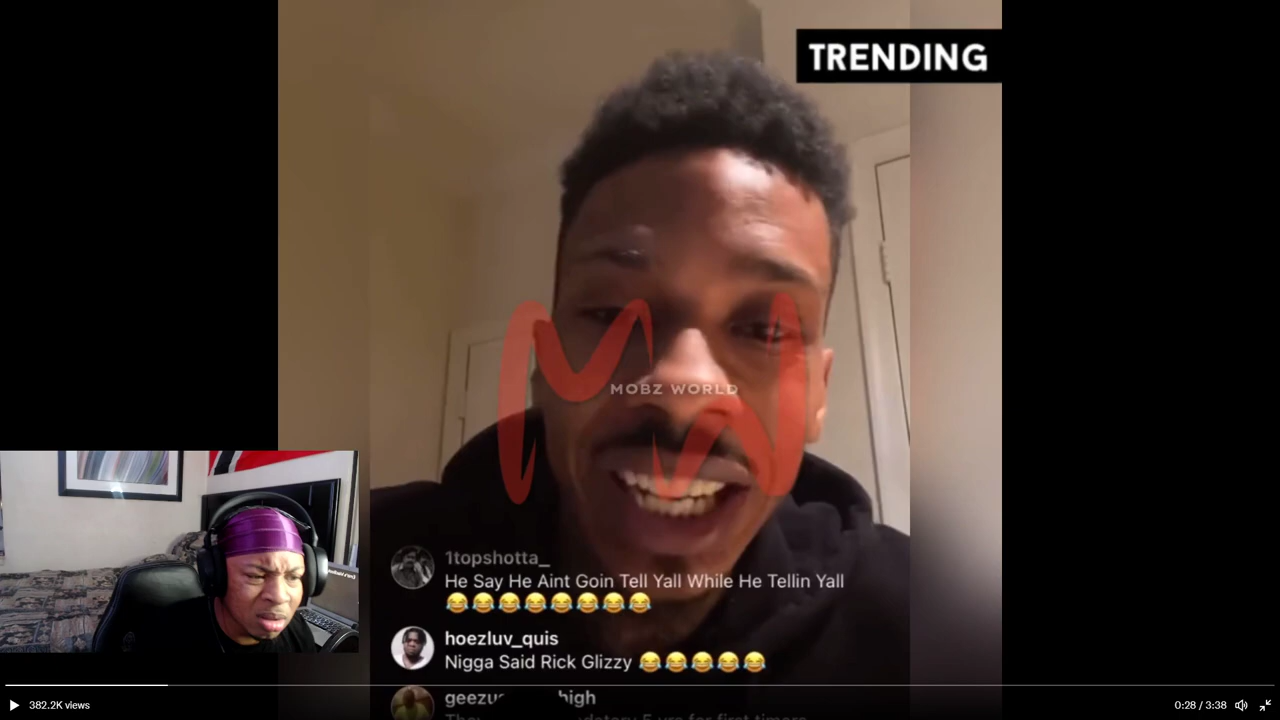 TRENDING
MOBZ WORLD
1topshotta_
He Say He Aint Goin Tell Yall While He Tellin Yall
😂😂😂😂😂😂😂😂
hoezluv_quis
Nigga Said Rick Glizzy 😂😂😂😂😂
382.2K views
0:28 / 3:38